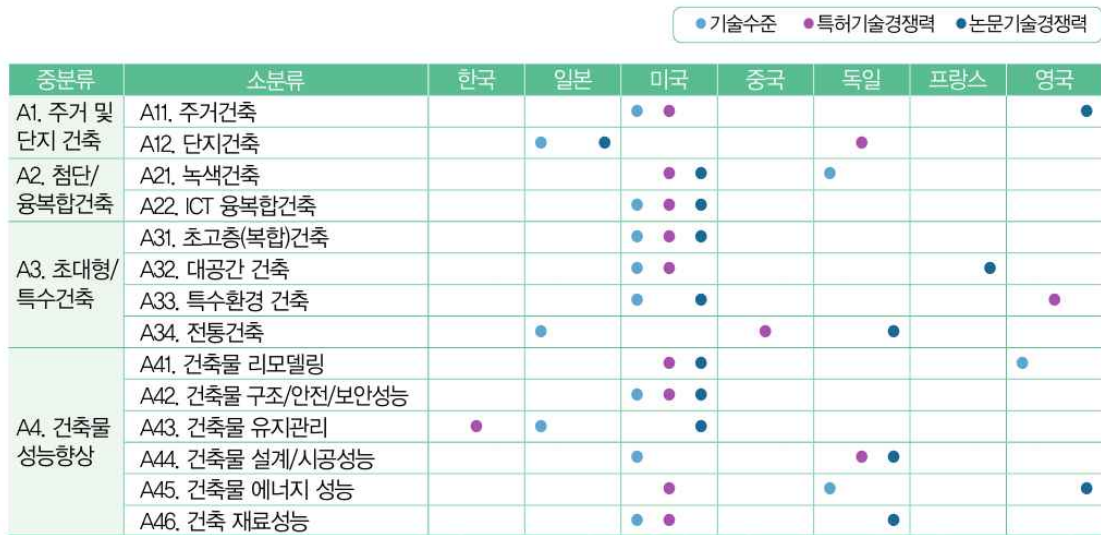 기술수준 특허기술경쟁력 논문기술경쟁력
중분류 소분류 한국 일본 미국 중국 독일 프랑스 영국
A1. 주거 및
단지 건축
A11. 주거건축
A12. 단지건축
A2. 첨단/
융복합건축
A21. 녹색건축
A22. ICT 융복합건축
A3. 초대형/
특수건축
A31. 초고층(복합)건축
A32. 대공간 건축
A33. 특수환경 건축
A34. 전통건축
A4. 건축물
성능향상
A41. 건축물 리모델링
A42. 건축물 구조/안전/보안성능
A43. 건축물 유지관리
A44. 건축물 설계/시공성능
A45. 건축물 에너지 성능
A46. 건축 재료성능